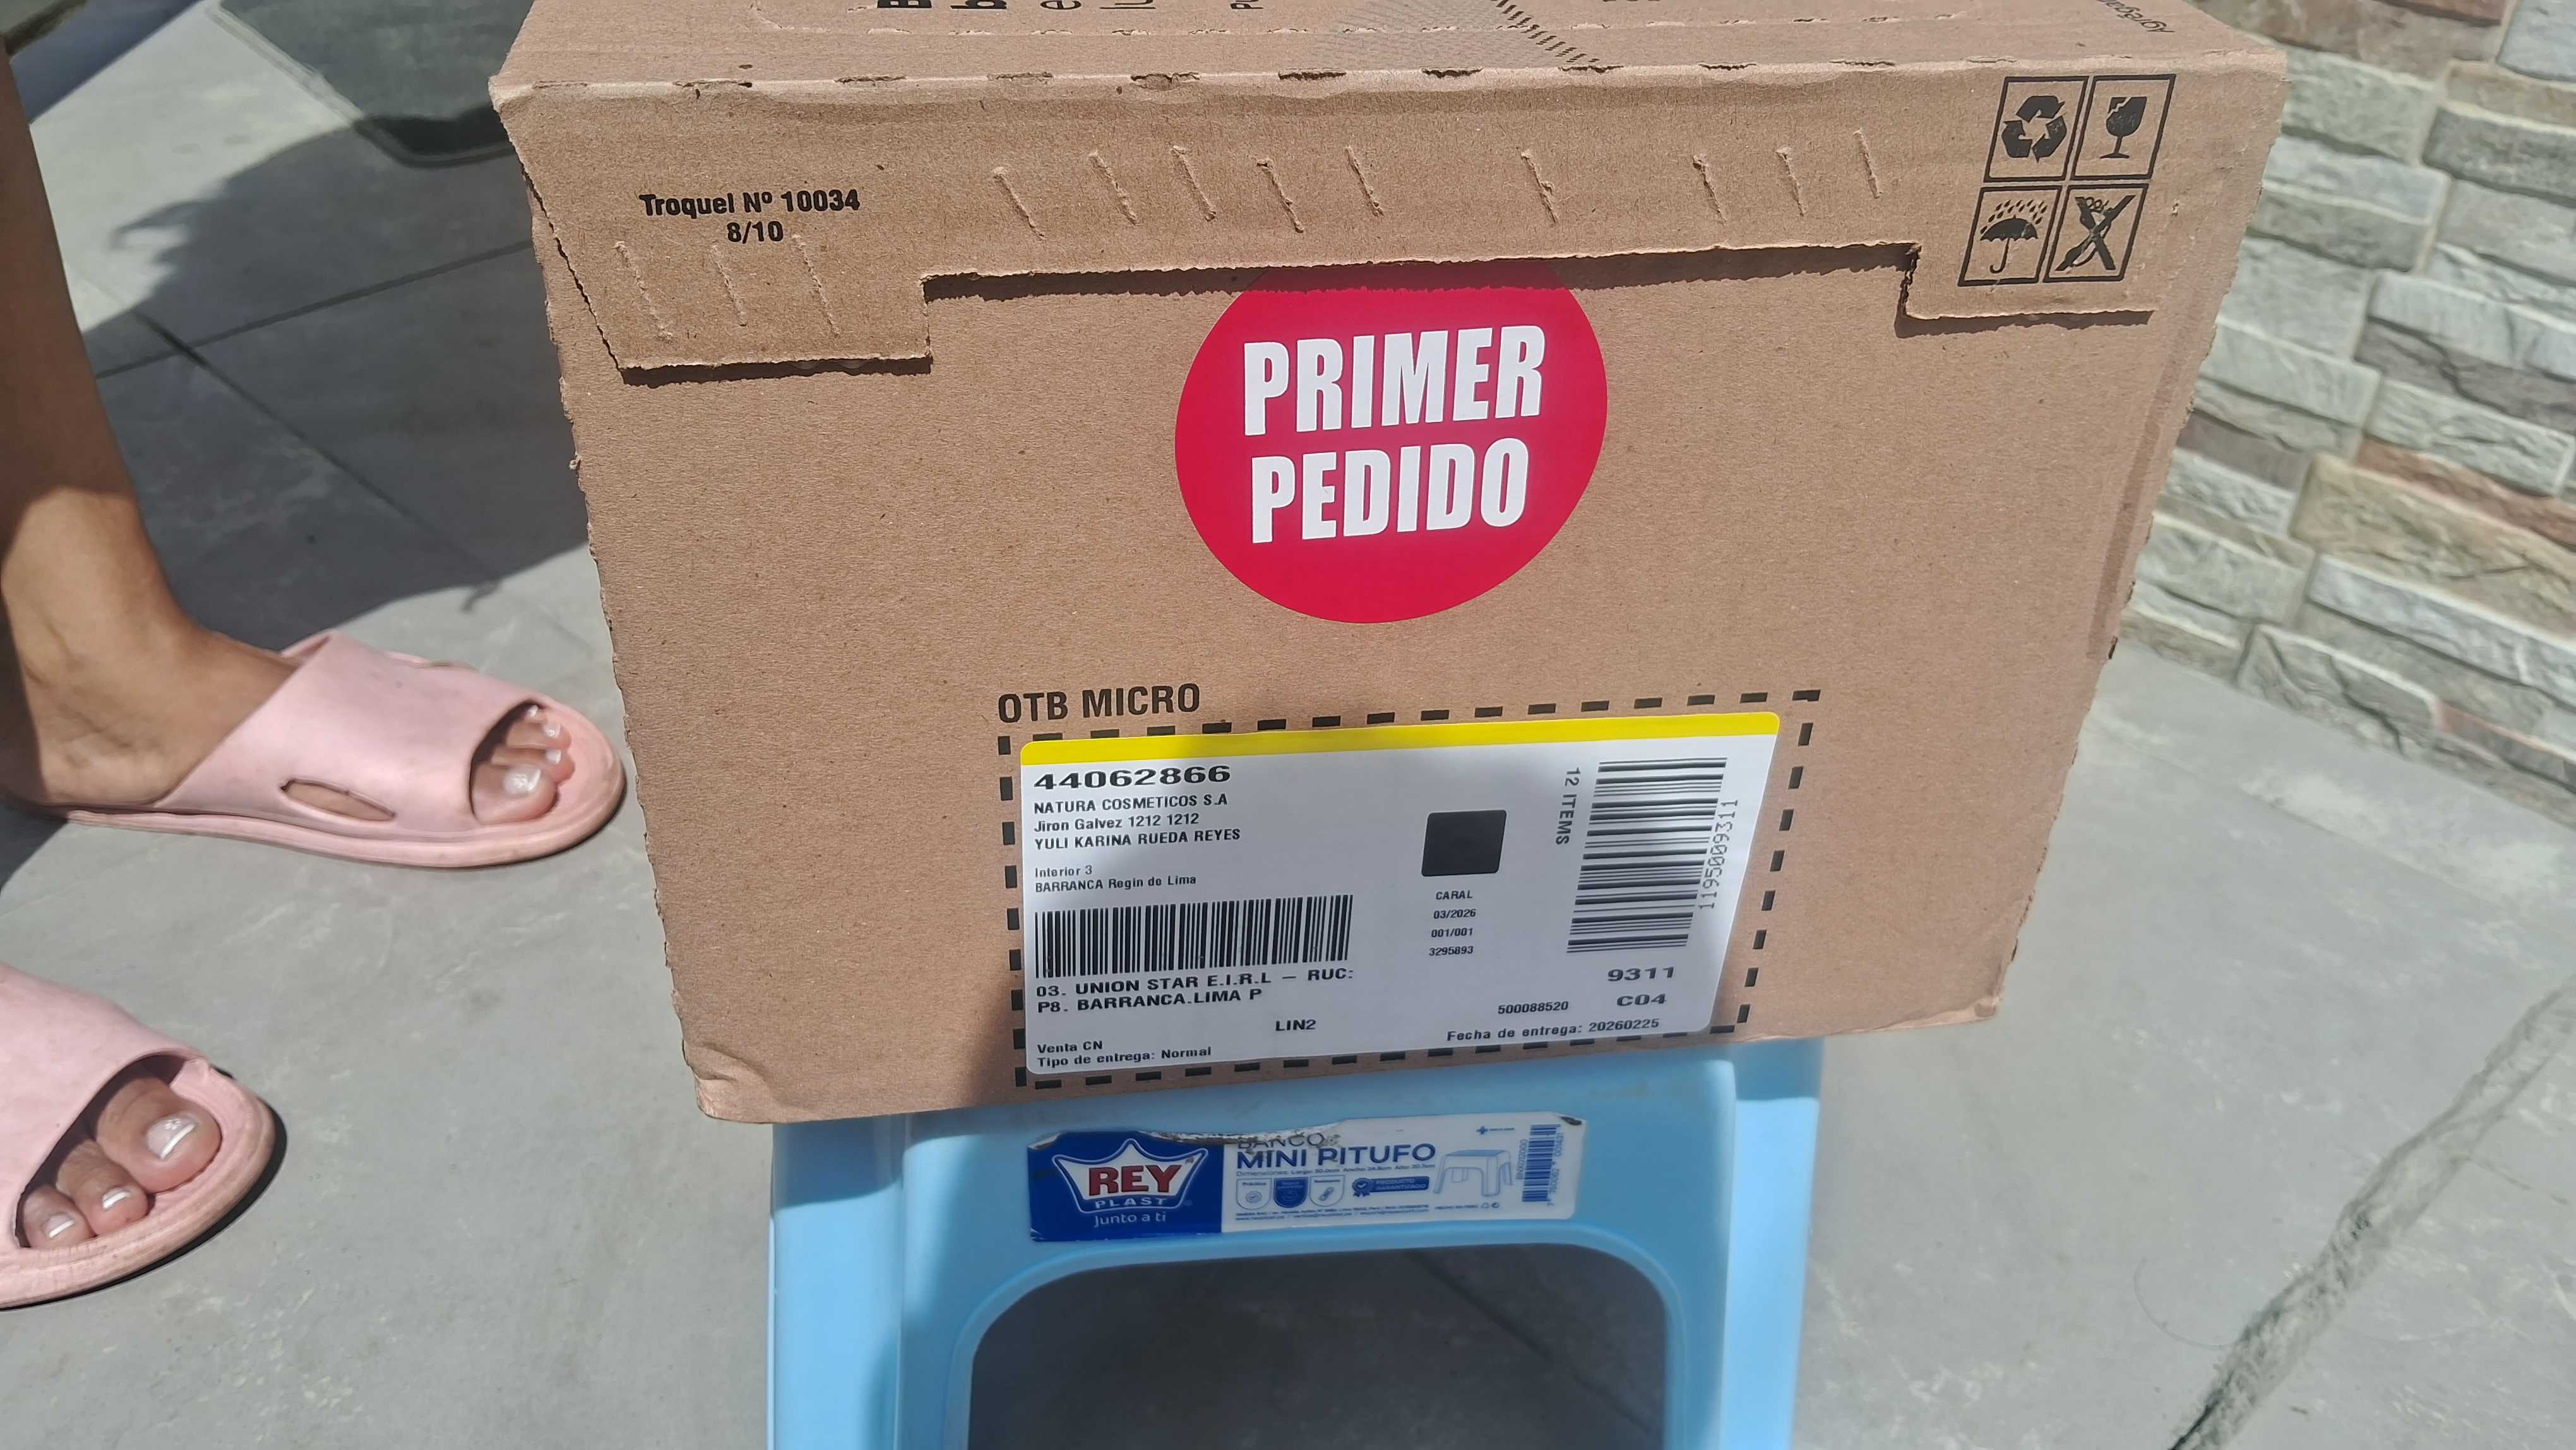 Troquel Nº 10034
8/10
PRIMER
PEDIDO
OTB MICRO
44062866
NATURA COSMETICOS S.A
Jiron Galvez 1212 1212
YULI KARINA RUEDA REYES
Interior 3
BARRANCA Regin de Lima
03. UNION STAR E.I.R.L – RUC:
P8. BARRANCA.LIMA P
LIN2
Venta CN
Tipo de entrega: Normal
CARAL
03/2026
001/001
3295893
12 ITEMS
1195009311
9311
C04
500088520
Fecha de entrega: 20260225
REY
PLAST
Junto a ti
BANCO
MINI PITUFO